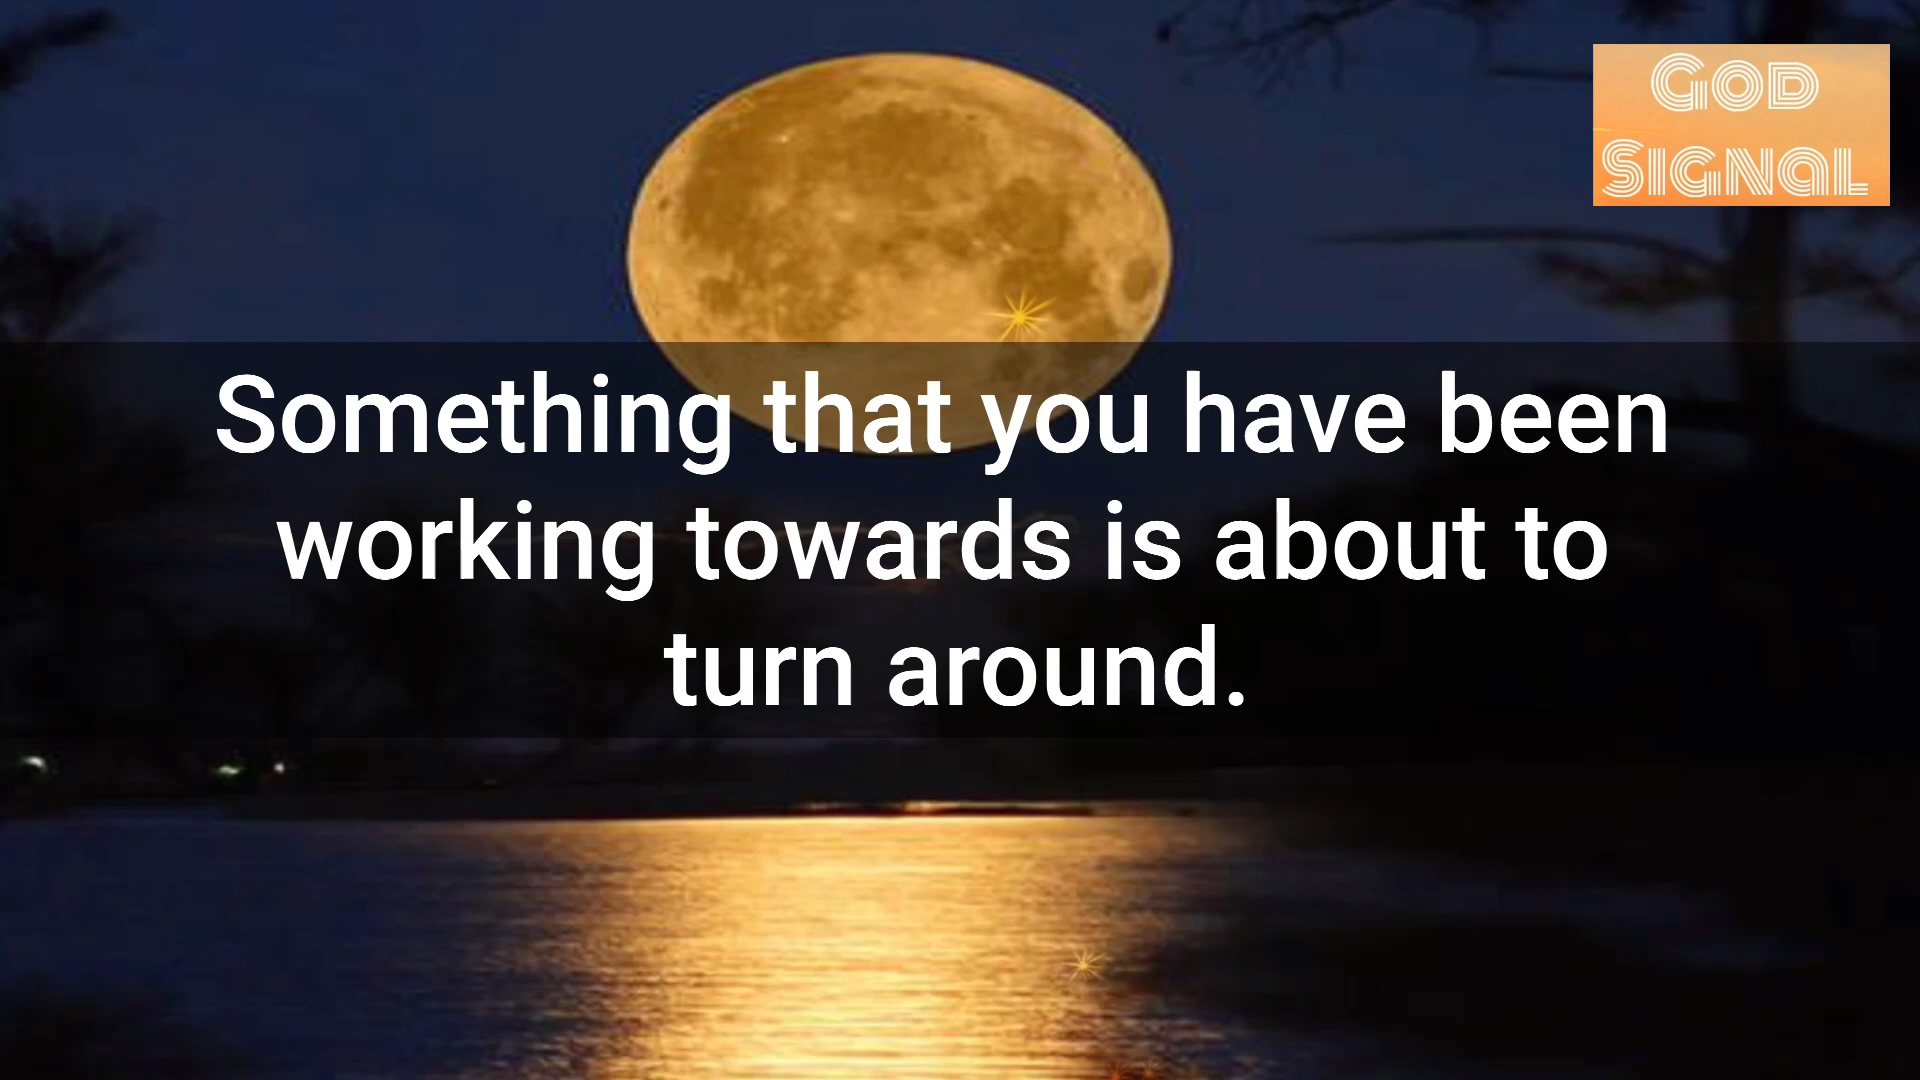 God
Signal
Something that you have been
working towards is about to
turn around.